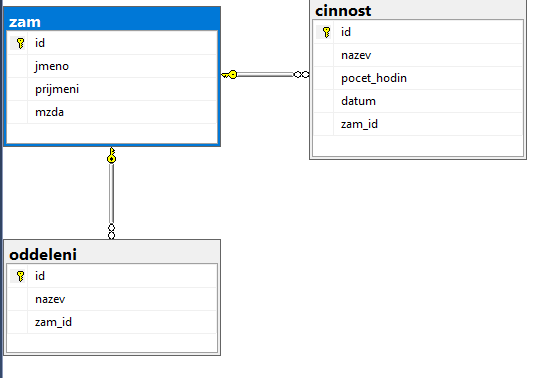 zam
id
jmeno
prijmeni
mzda
cinnost
id
nazev
pocet_hodin
datum
zam_id
oddeleni
id
nazev
zam_id